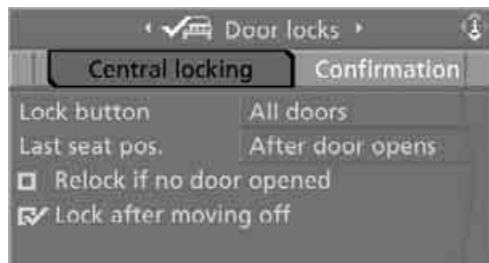 Door locks
Central locking Confirmation
Lock button All doors
Last seat pos. After door opens
Relock if no door opened
Lock after moving off